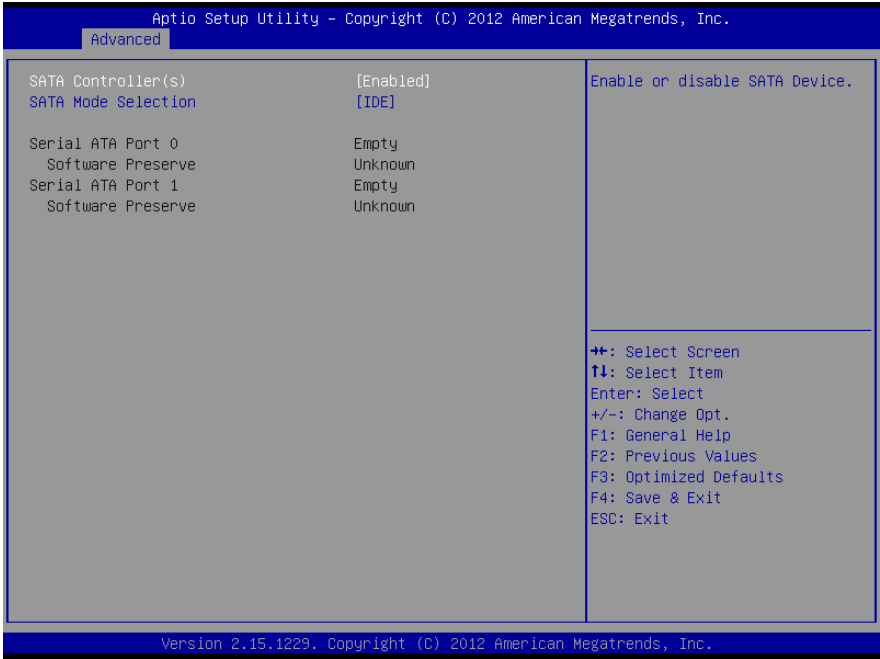 Aptio Setup Utility – Copyright (C) 2012 American Megatrends, Inc.
Advanced
SATA Controller(s) [Enabled]
SATA Mode Selection [IDE]
Serial ATA Port 0 Empty
Software Preserve Unknown
Serial ATA Port 1 Empty
Software Preserve Unknown
Enable or disable SATA Device.
→←: Select Screen
↑↓: Select Item
Enter: Select
+/-: Change Opt.
F1: General Help
F2: Previous Values
F3: Optimized Defaults
F4: Save & Exit
ESC: Exit
Version 2.15.1229. Copyright (C) 2012 American Megatrends, Inc.